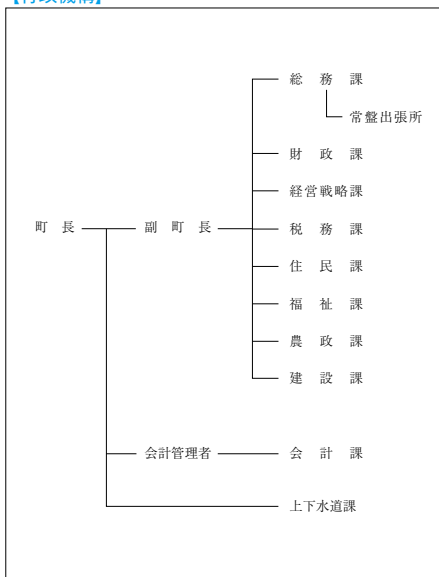 【行政機構】
総務課
常盤出張所
財政課
経営戦略課
町長 副町長 税務課
住民課
福祉課
農政課
建設課
会計管理者 会計課
上下水道課